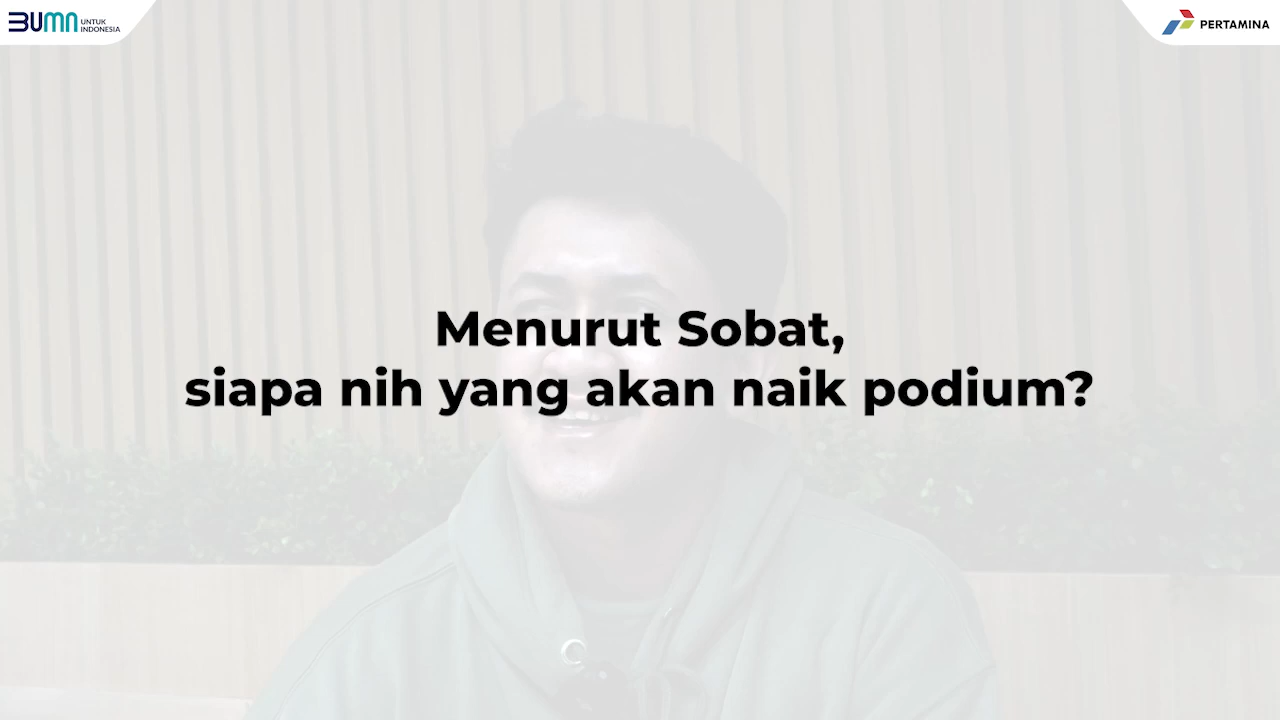 BUMN UNTUK
INDONESIA
PERTAMINA
Menurut Sobat,
siapa nih yang akan naik podium?